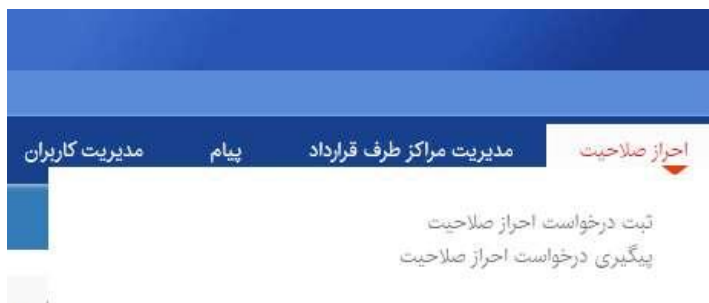 احراز صلاحیت مدیریت مراکز طرف قرارداد پیام مدیریت کاربران
ثبت درخواست احراز صلاحیت
پیگیری درخواست احراز صلاحیت